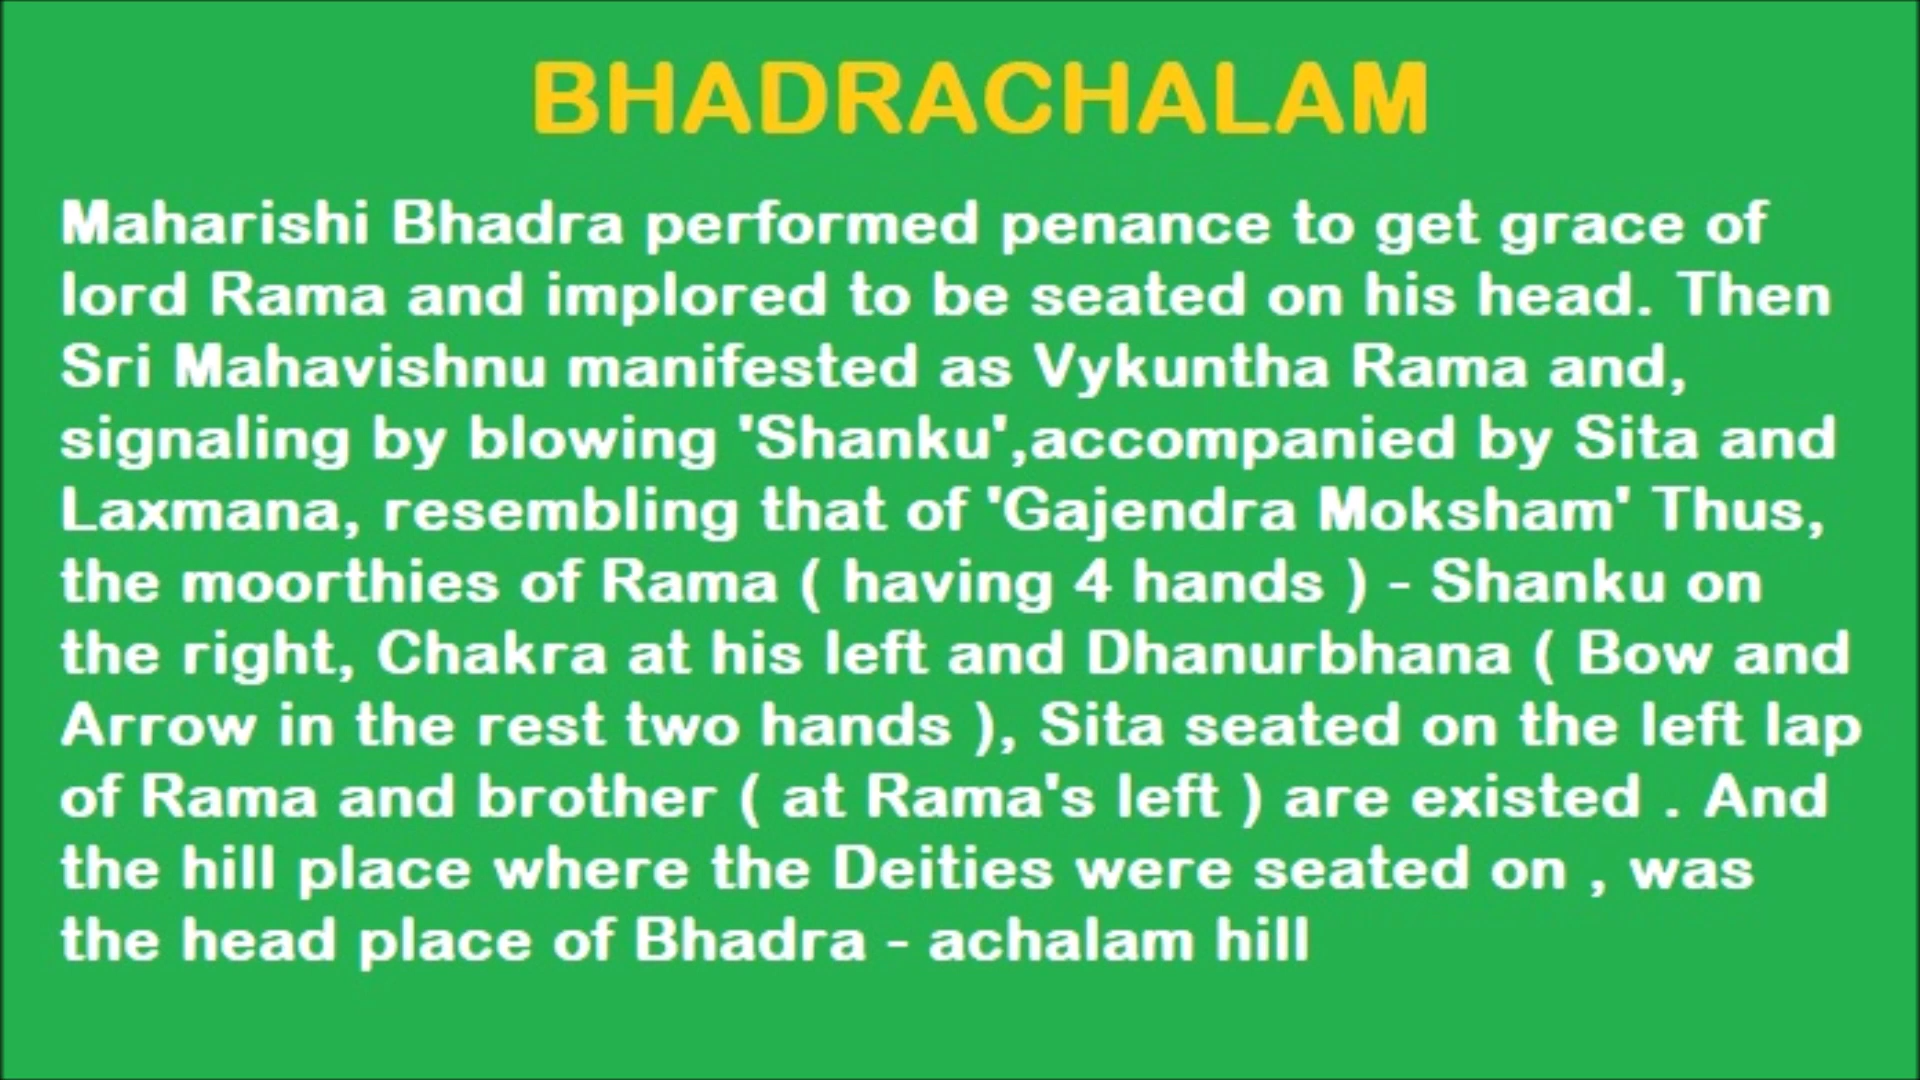 BHADRACHALAM
Maharishi Bhadra performed penance to get grace of
lord Rama and implored to be seated on his head. Then
Sri Mahavishnu manifested as Vykuntha Rama and,
signaling by blowing 'Shanku',accompanied by Sita and
Laxmana, resembling that of 'Gajendra Moksham' Thus,
the moorthies of Rama ( having 4 hands ) - Shanku on
the right, Chakra at his left and Dhanurbhana ( Bow and
Arrow in the rest two hands ), Sita seated on the left lap
of Rama and brother ( at Rama's left ) are existed . And
the hill place where the Deities were seated on , was
the head place of Bhadra - achalam hill